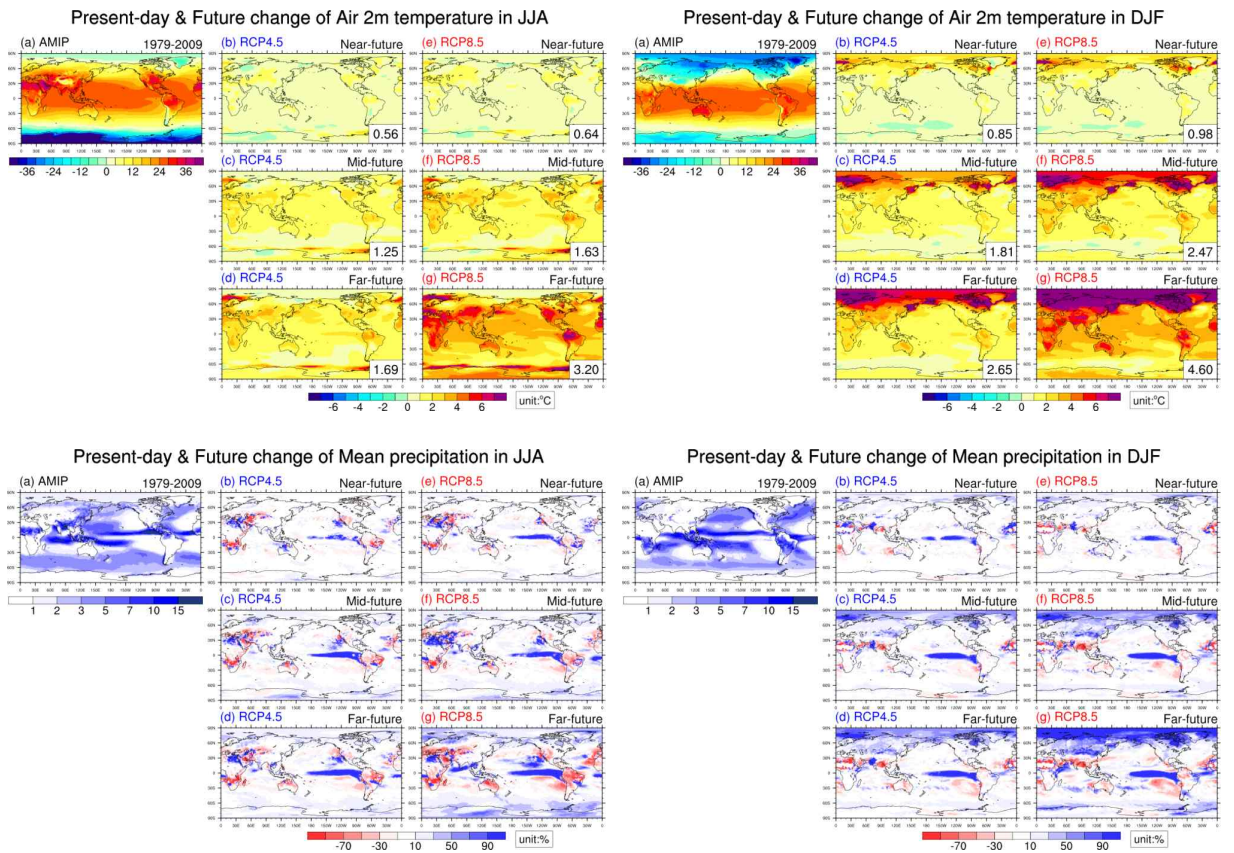 Present-day & Future change of Air 2m temperature in JJA
(a) AMIP 1979-2009
(b) RCP4.5 Near-future
(e) RCP8.5 Near-future
0.56
0.64
-36 -24 -12 0 12 24 36
(c) RCP4.5 Mid-future
(f) RCP8.5 Mid-future
1.25
1.63
(d) RCP4.5 Far-future
(g) RCP8.5 Far-future
1.69
3.20
-6 -4 -2 0 2 4 6
unit:°C
Present-day & Future change of Air 2m temperature in DJF
(a) AMIP 1979-2009
(b) RCP4.5 Near-future
(e) RCP8.5 Near-future
0.85
0.98
-36 -24 -12 0 12 24 36
(c) RCP4.5 Mid-future
(f) RCP8.5 Mid-future
1.81
2.47
(d) RCP4.5 Far-future
(g) RCP8.5 Far-future
2.65
4.60
-6 -4 -2 0 2 4 6
unit:°C
Present-day & Future change of Mean precipitation in JJA
(a) AMIP 1979-2009
(b) RCP4.5 Near-future
(e) RCP8.5 Near-future
1 2 3 5 7 10 15
(c) RCP4.5 Mid-future
(f) RCP8.5 Mid-future
(d) RCP4.5 Far-future
(g) RCP8.5 Far-future
-70 -30 10 50 90
unit:%
Present-day & Future change of Mean precipitation in DJF
(a) AMIP 1979-2009
(b) RCP4.5 Near-future
(e) RCP8.5 Near-future
1 2 3 5 7 10 15
(c) RCP4.5 Mid-future
(f) RCP8.5 Mid-future
(d) RCP4.5 Far-future
(g) RCP8.5 Far-future
-70 -30 10 50 90
unit:%